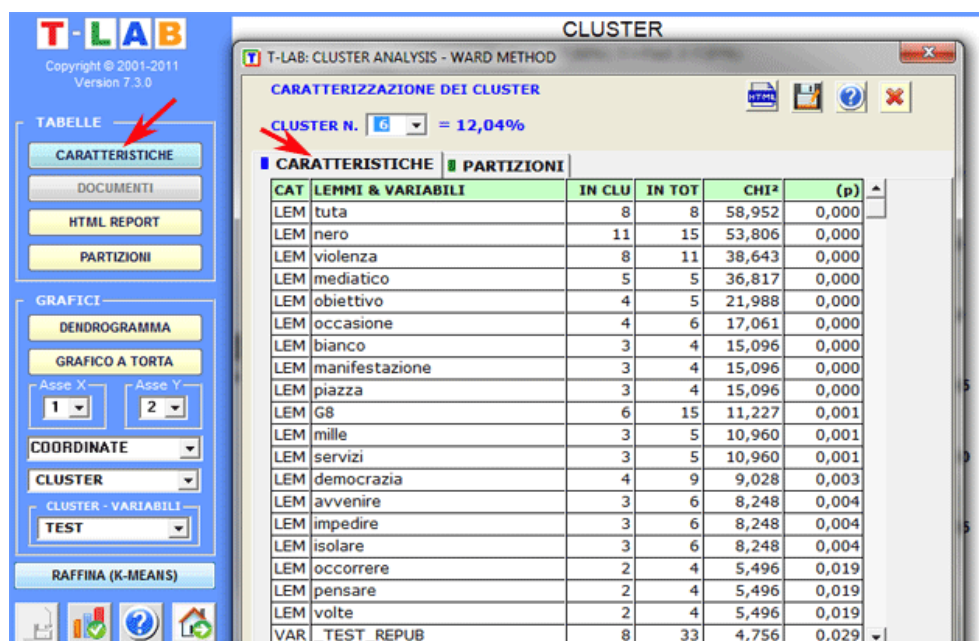 T-LAB
Copyright © 2001-2011
Version 7.3.0
TABELLE
CARATTERISTICHE
DOCUMENTI
HTML REPORT
PARTIZIONI
GRAFICI
DENDROGRAMMA
GRAFICO A TORTA
Asse X Asse Y
1 2
COORDINATE
CLUSTER
CLUSTER - VARIABILI
TEST
RAFFINA (K-MEANS)
CLUSTER
T T-LAB: CLUSTER ANALYSIS - WARD METHOD
CARATTERIZZAZIONE DEI CLUSTER
HTML
CLUSTER N. 6 = 12,04%
CARATTERISTICHE PARTIZIONI
CAT LEMMI & VARIABILI IN CLU IN TOT CHI² (p)
LEM tuta 8 8 58,952 0,000
LEM nero 11 15 53,806 0,000
LEM violenza 8 11 38,643 0,000
LEM mediatico 5 5 36,817 0,000
LEM obiettivo 4 5 21,988 0,000
LEM occasione 4 6 17,061 0,000
LEM bianco 3 4 15,096 0,000
LEM manifestazione 3 4 15,096 0,000
LEM piazza 3 4 15,096 0,000
LEM G8 6 15 11,227 0,001
LEM mille 3 5 10,960 0,001
LEM servizi 3 5 10,960 0,001
LEM democrazia 4 9 9,028 0,003
LEM avvenire 3 6 8,248 0,004
LEM impedire 3 6 8,248 0,004
LEM isolare 3 6 8,248 0,004
LEM occorrere 2 4 5,496 0,019
LEM pensare 2 4 5,496 0,019
LEM volte 2 4 5,496 0,019
VAR _TEST_REPUB 8 33 4,756 0,029